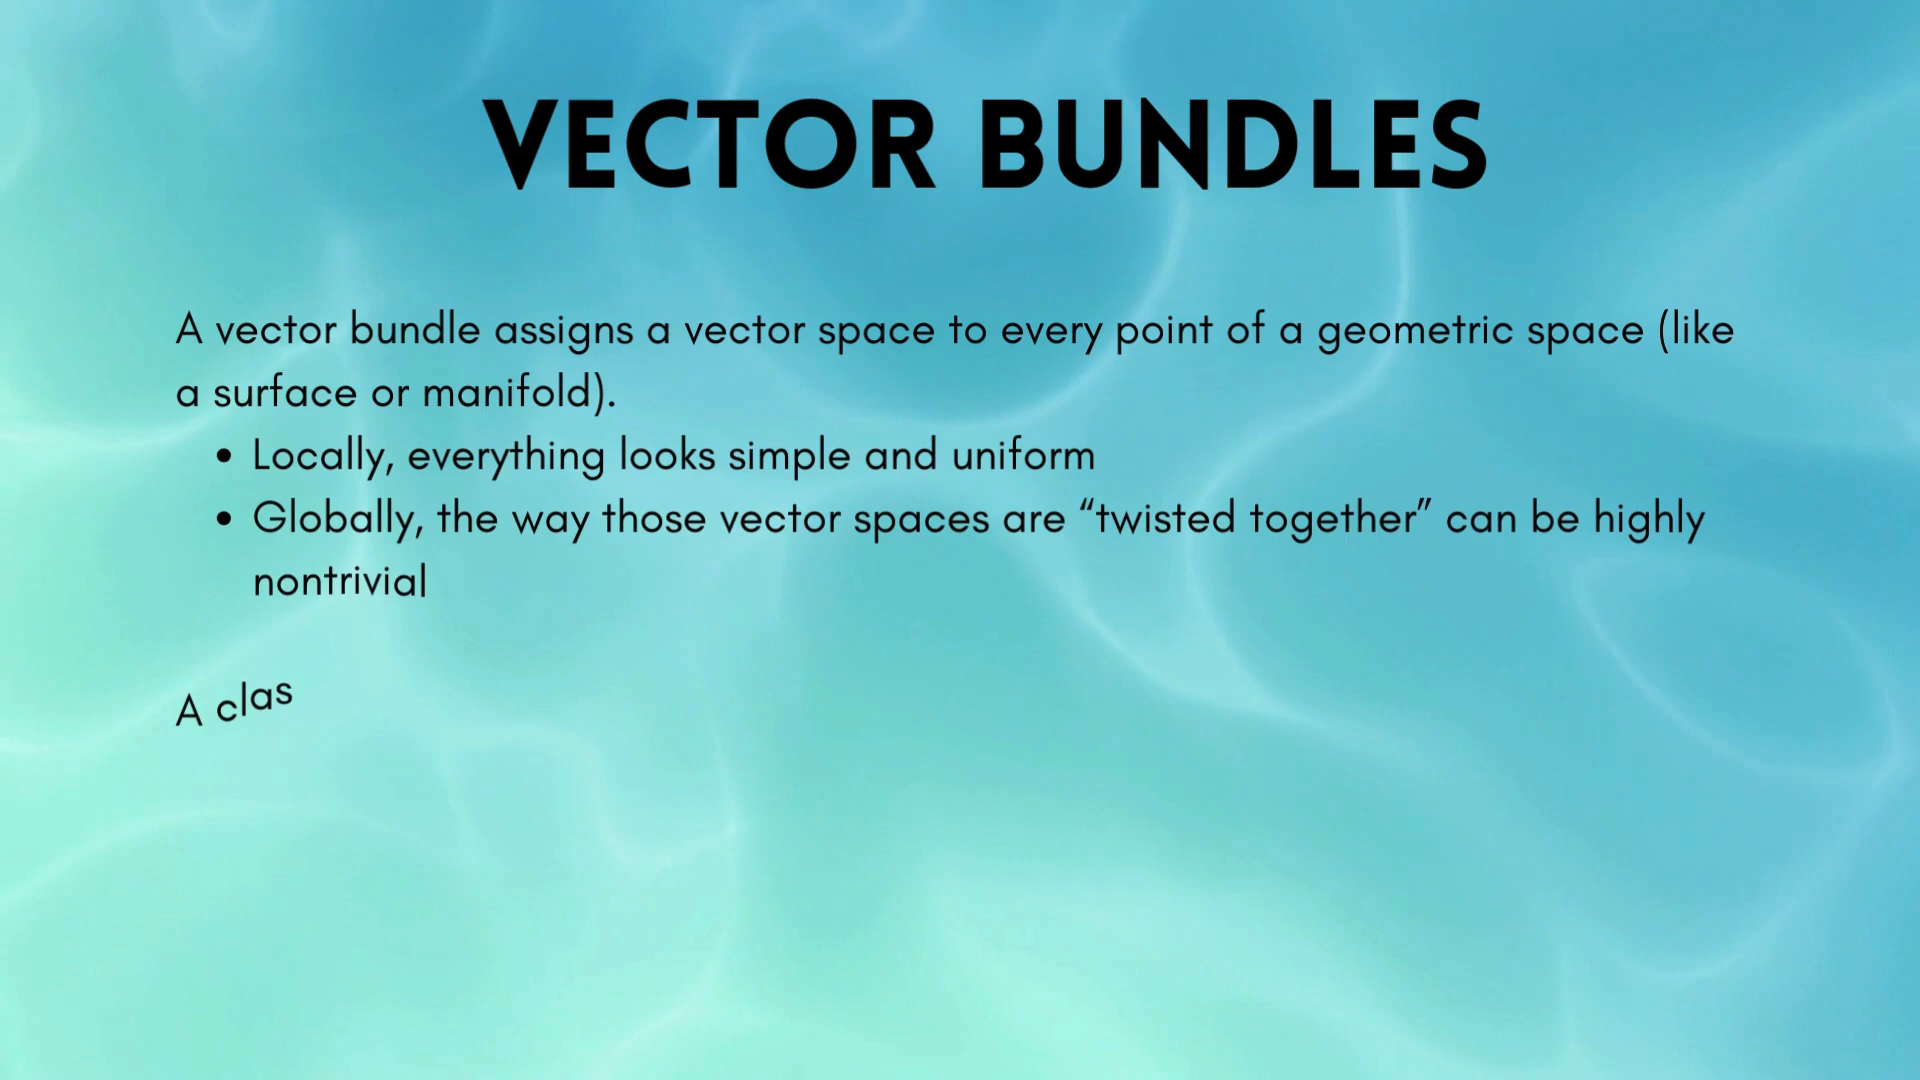 VECTOR BUNDLES
A vector bundle assigns a vector space to every point of a geometric space (like
a surface or manifold).
• Locally, everything looks simple and uniform
• Globally, the way those vector spaces are “twisted together” can be highly
nontrivial
A clas